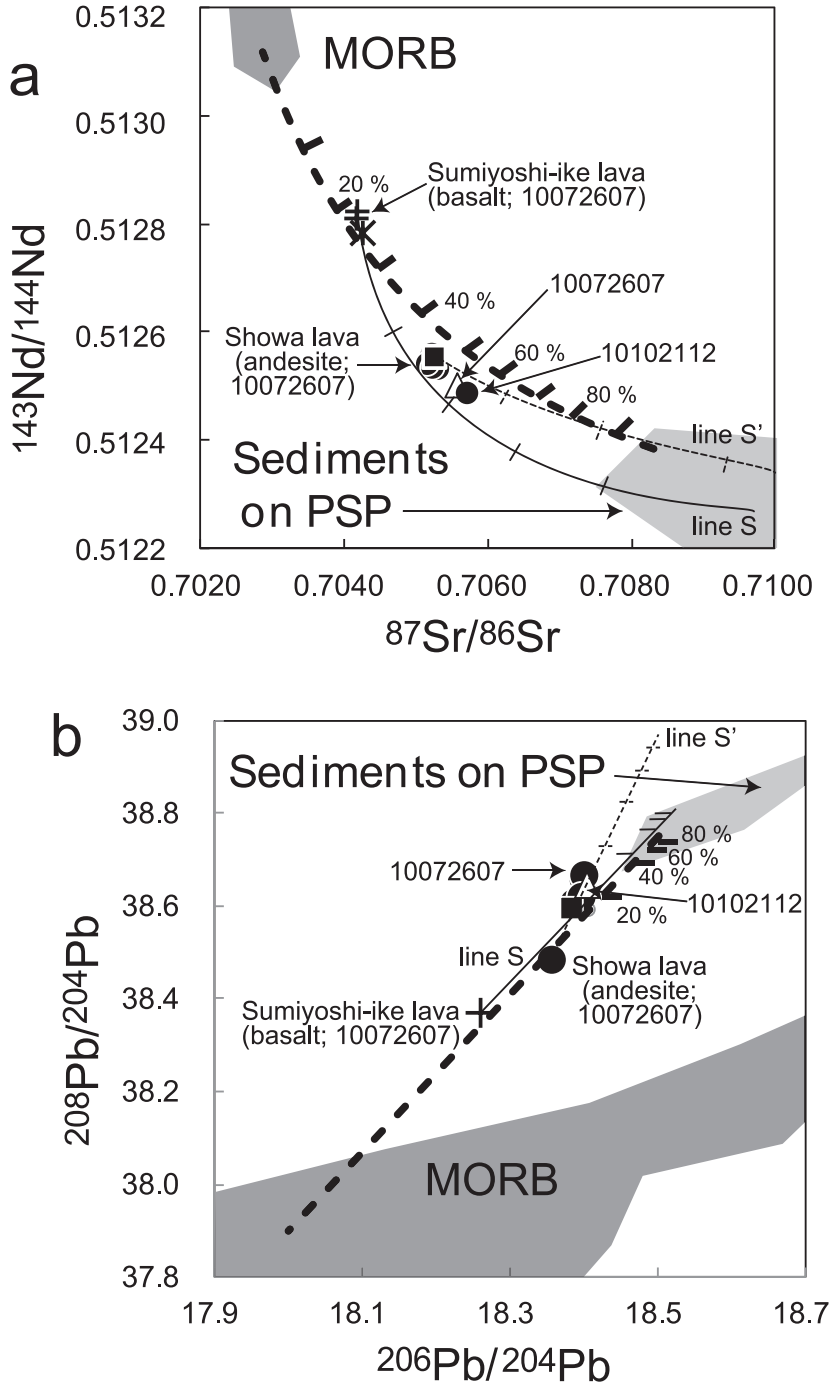 a
0.5132
0.5130
0.5128
0.5126
0.5124
0.5122
143Nd/144Nd
MORB
20 %
Sumiyoshi-ike lava
(basalt; 10072607)
10072607
40 %
Showa lava
(andesite;
10072607)
60 %
10102112
80 %
line S'
Sediments
on PSP
line S
0.7020
0.7040
0.7060
0.7080
0.7100
87Sr/86Sr
b
39.0
38.8
38.6
38.4
38.2
38.0
37.8
208Pb/204Pb
line S'
Sediments on PSP
80 %
60 %
40 %
20 %
10072607
10102112
line S
Showa lava
(andesite;
10072607)
Sumiyoshi-ike lava
(basalt; 10072607)
MORB
17.9
18.1
18.3
18.5
18.7
206Pb/204Pb